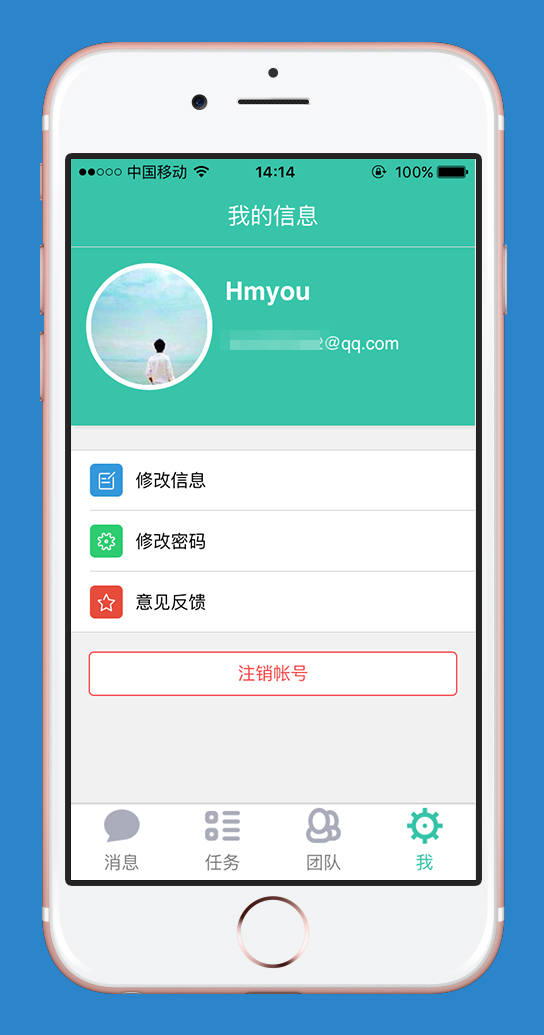 中国移动 14:14 100%
我的信息
Hmyou
2@qq.com
修改信息
修改密码
意见反馈
注销帐号
消息 任务 团队 我